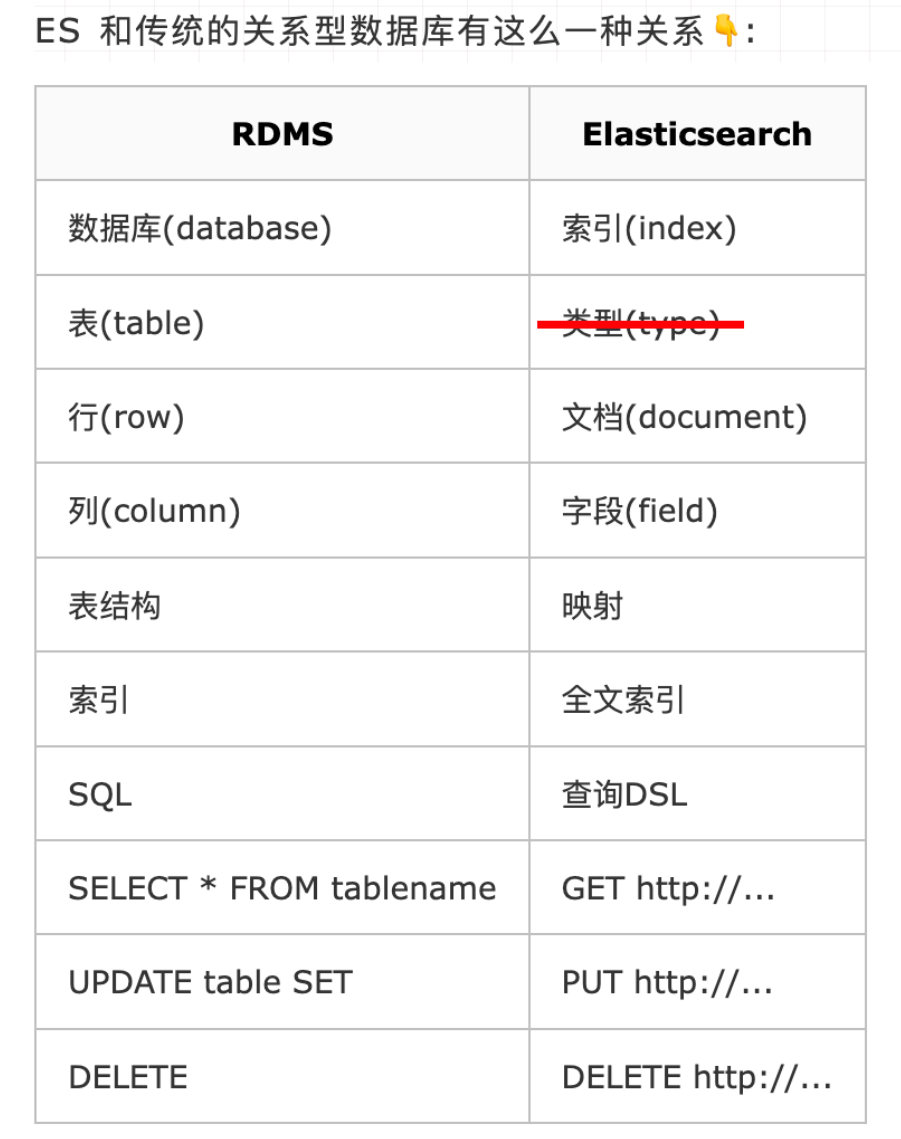 ES 和传统的关系型数据库有这么一种关系👇:
RDMS Elasticsearch
数据库(database) 索引(index)
表(table) 类型(type)
行(row) 文档(document)
列(column) 字段(field)
表结构 映射
索引 全文索引
SQL 查询DSL
SELECT * FROM tablename GET http://...
UPDATE table SET PUT http://...
DELETE DELETE http://...